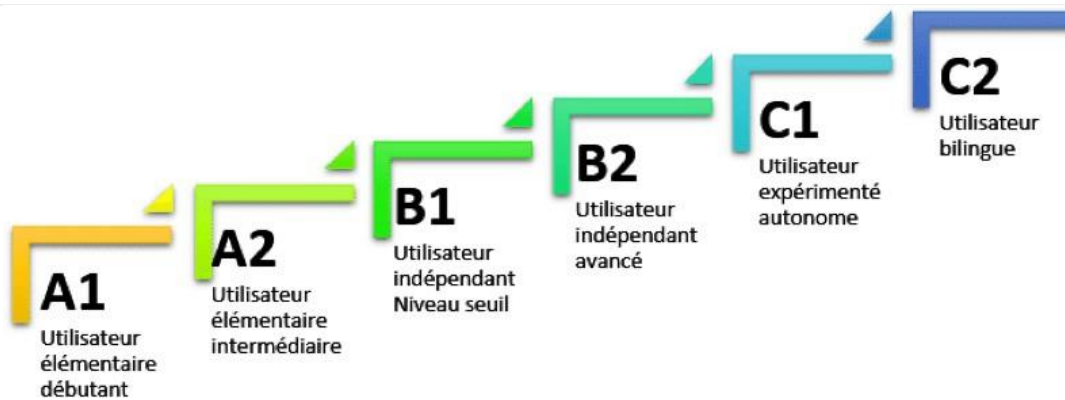 A1
Utilisateur
élémentaire
débutant
A2
Utilisateur
élémentaire
intermédiaire
B1
Utilisateur
indépendant
Niveau seuil
B2
Utilisateur
indépendant
avancé
C1
Utilisateur
expérimenté
autonome
C2
Utilisateur
bilingue